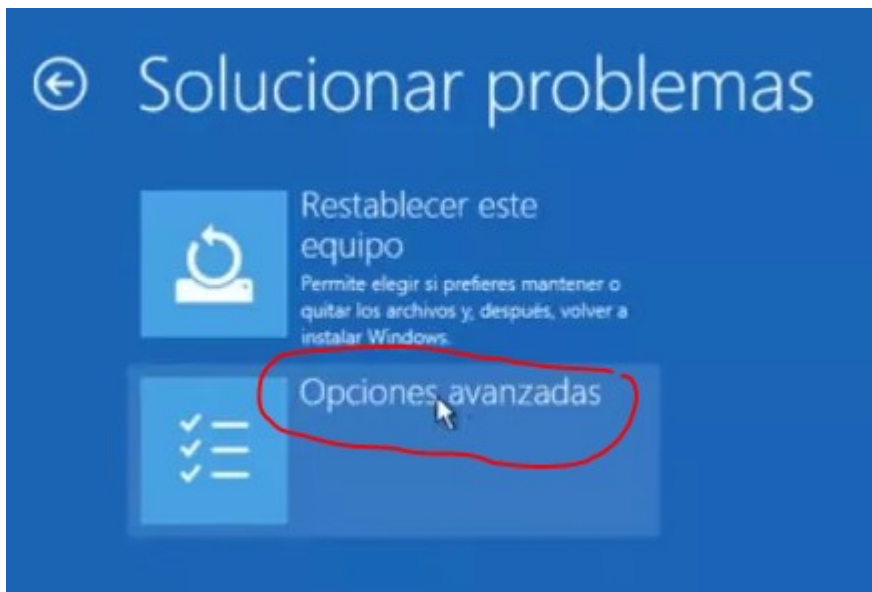 Solucionar problemas
Restablecer este
equipo
Permite elegir si prefieres mantener o
quitar los archivos y, después, volver a
instalar Windows.
Opciones avanzadas